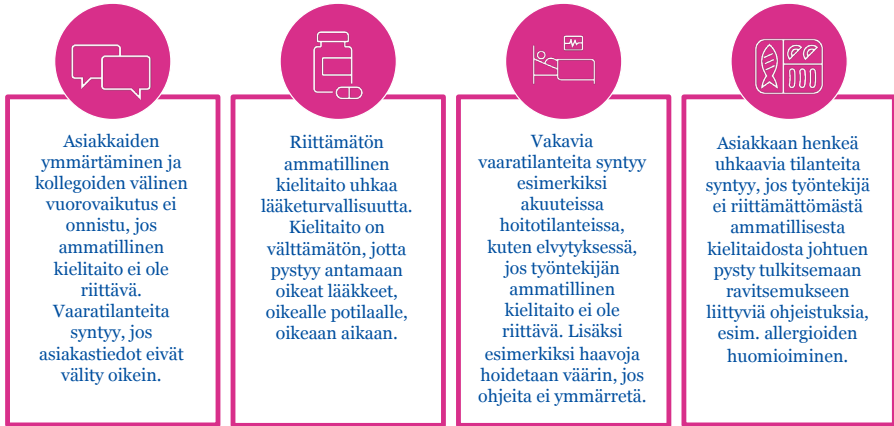 Asiakkaiden
ymmärtäminen ja
kollegoiden välinen
vuorovaikutus ei
onnistu, jos
ammatillinen
kielitaito ei ole
riittävä.
Vaaratilanteita
syntyy, jos
asiakastiedot eivät
välity oikein.
Riittämätön
ammatillinen
kielitaito uhkaa
lääketurvallisuutta.
Kielitaito on
välttämätön, jotta
pystyy antamaan
oikeat lääkkeet,
oikealle potilaalle,
oikeaan aikaan.
Vakavia
vaaratilanteita syntyy
esimerkiksi
akuuteissa
hoitotilanteissa,
kuten elvytyksessä,
jos työntekijän
ammatillinen
kielitaito ei ole
riittävä. Lisäksi
esimerkiksi haavoja
hoidetaan väärin, jos
ohjeita ei ymmärretä.
Asiakkaan henkeä
uhkaavia tilanteita
syntyy, jos työntekijä
ei riittämättömästä
ammatillisesta
kielitaidosta johtuen
pysty tulkitsemaan
ravitsemukseen
liittyviä ohjeistuksia,
esim. allergioiden
huomioiminen.